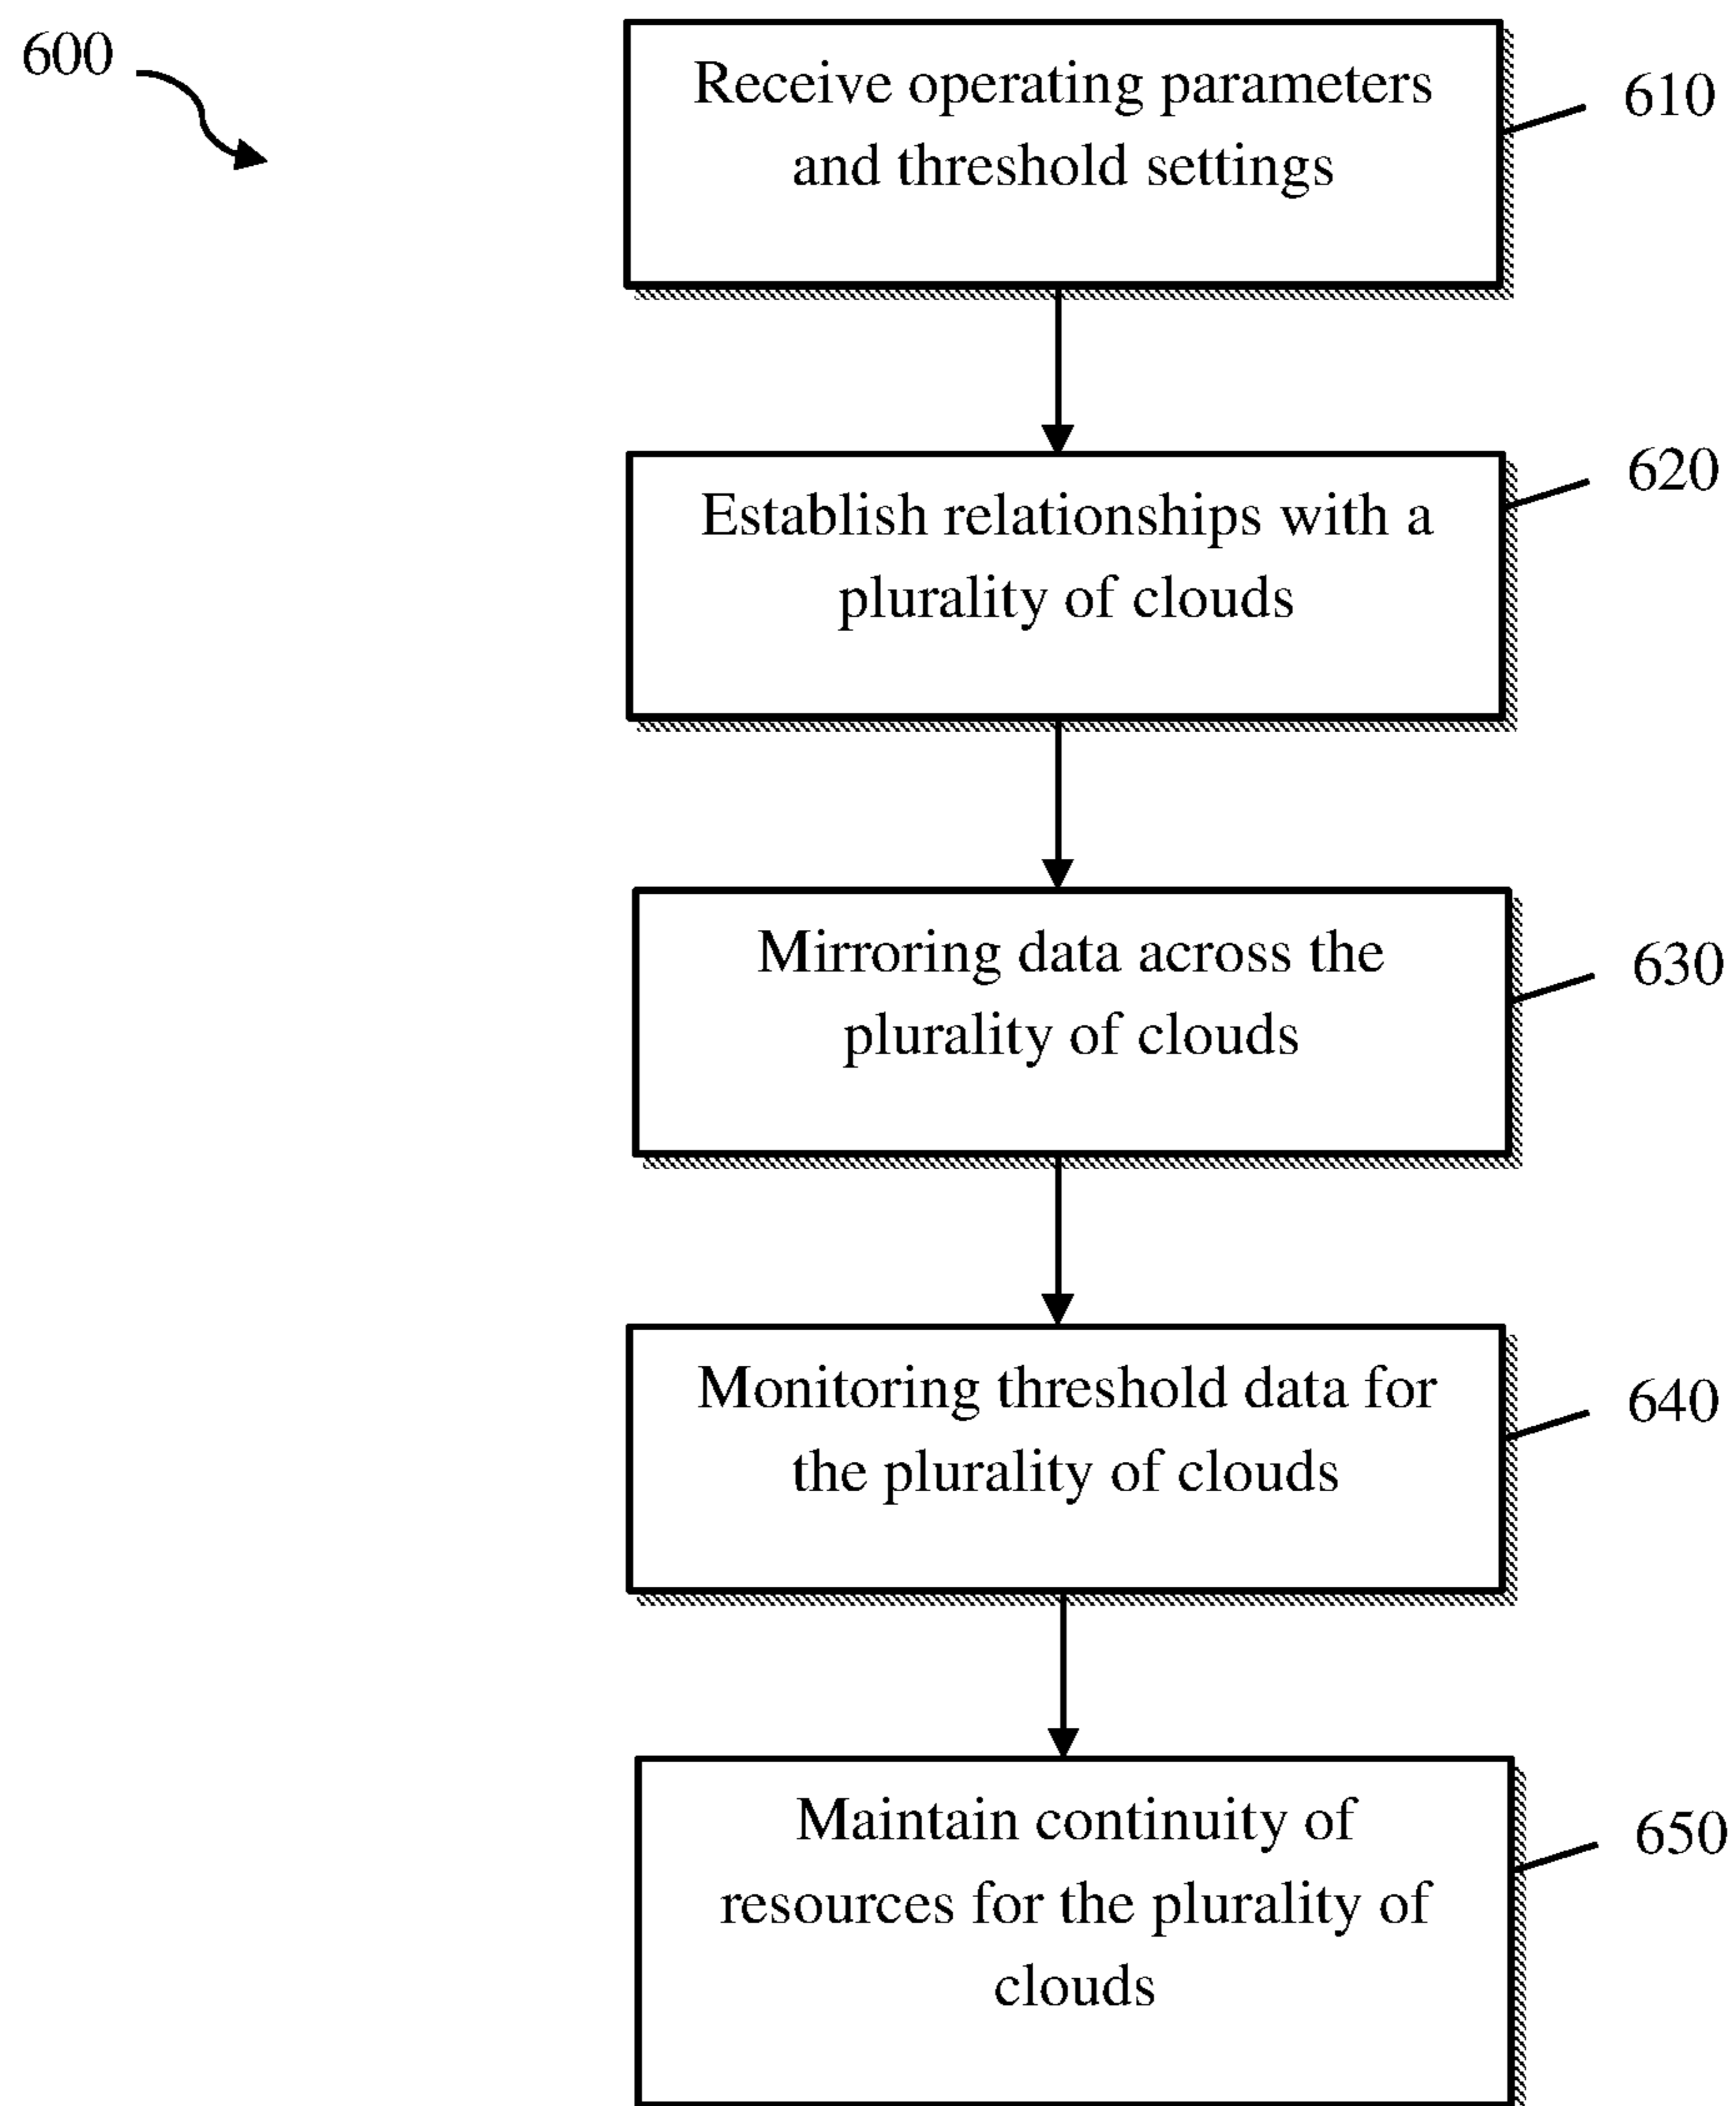 600
Receive operating parameters
and threshold settings
610
Establish relationships with a
plurality of clouds
620
Mirroring data across the
plurality of clouds
630
Monitoring threshold data for
the plurality of clouds
640
Maintain continuity of
resources for the plurality of
clouds
650